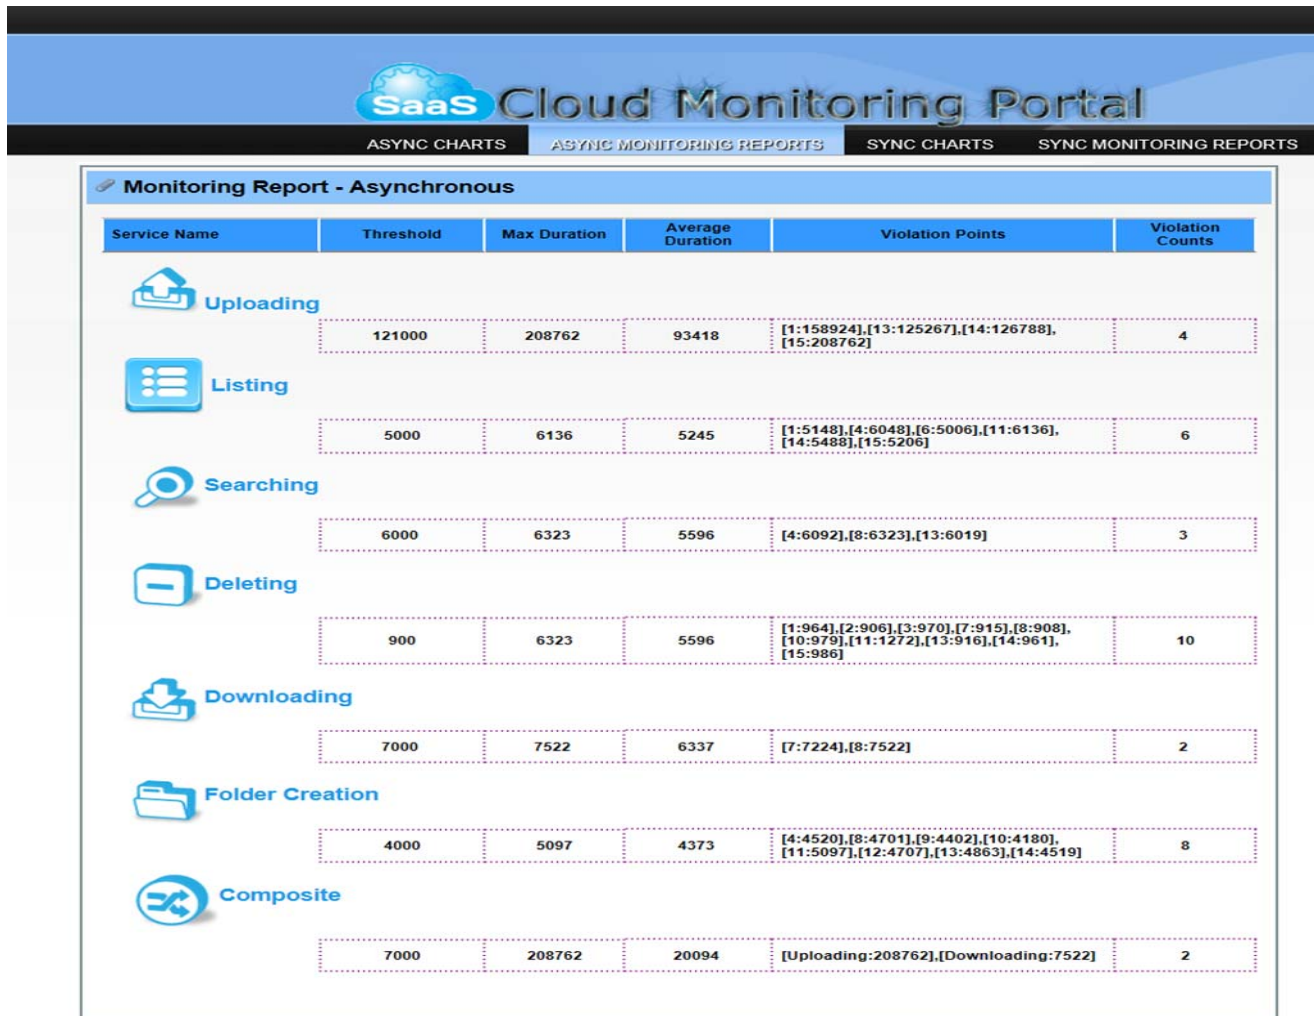 SaaS Cloud Monitoring Portal
ASYNC CHARTS ASYNC MONITORING REPORTS SYNC CHARTS SYNC MONITORING REPORTS
Monitoring Report - Asynchronous
Service Name Threshold Max Duration Average Duration Violation Points Violation Counts
Uploading
121000 208762 93418 [1:158924],[13:125267],[14:126788],
[15:208762] 4
Listing
5000 6136 5245 [1:5148],[4:6048],[6:5006],[11:6136],
[14:5488],[15:5206] 6
Searching
6000 6323 5596 [4:6092],[8:6323],[13:6019] 3
Deleting
900 6323 5596 [1:964],[2:906],[3:970],[7:915],[8:908],
[10:979],[11:1272],[13:916],[14:961],
[15:986] 10
Downloading
7000 7522 6337 [7:7224],[8:7522] 2
Folder Creation
4000 5097 4373 [4:4520],[8:4701],[9:4402],[10:4180],
[11:5097],[12:4707],[13:4863],[14:4519] 8
Composite
7000 208762 20094 [Uploading:208762],[Downloading:7522] 2